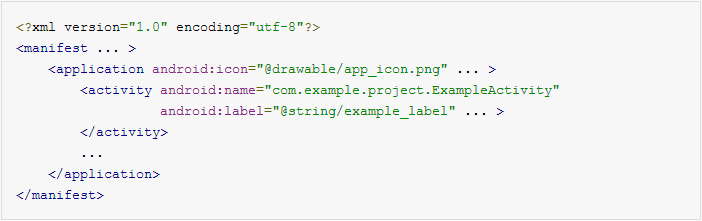 <?xml version="1.0" encoding="utf-8"?>
<manifest ... >
    <application android:icon="@drawable/app_icon.png" ... >
        <activity android:name="com.example.project.ExampleActivity"
                  android:label="@string/example_label" ... >
        </activity>
        ...
    </application>
</manifest>